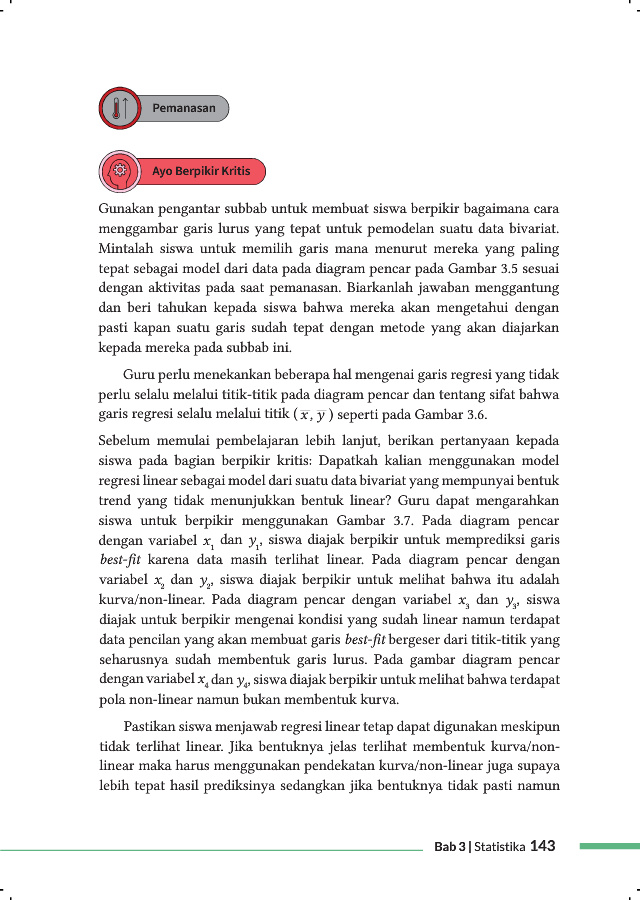 Pemanasan
Ayo Berpikir Kritis
Gunakan pengantar subbab untuk membuat siswa berpikir bagaimana cara
menggambar garis lurus yang tepat untuk pemodelan suatu data bivariat.
Mintalah siswa untuk memilih garis mana menurut mereka yang paling
tepat sebagai model dari data pada diagram pencar pada Gambar 3.5 sesuai
dengan aktivitas pada saat pemanasan. Biarkanlah jawaban menggantung
dan beri tahukan kepada siswa bahwa mereka akan mengetahui dengan
pasti kapan suatu garis sudah tepat dengan metode yang akan diajarkan
kepada mereka pada subbab ini.
Guru perlu menekankan beberapa hal mengenai garis regresi yang tidak
perlu selalu melalui titik-titik pada diagram pencar dan tentang sifat bahwa
garis regresi selalu melalui titik (x̅, y̅) seperti pada Gambar 3.6.
Sebelum memulai pembelajaran lebih lanjut, berikan pertanyaan kepada
siswa pada bagian berpikir kritis: Dapatkah kalian menggunakan model
regresi linear sebagai model dari suatu data bivariat yang mempunyai bentuk
trend yang tidak menunjukkan bentuk linear? Guru dapat mengarahkan
siswa untuk berpikir menggunakan Gambar 3.7. Pada diagram pencar
dengan variabel x₁ dan y₁, siswa diajak berpikir untuk memprediksi garis
best-fit karena data masih terlihat linear. Pada diagram pencar dengan
variabel x₂ dan y₂, siswa diajak berpikir untuk melihat bahwa itu adalah
kurva/non-linear. Pada diagram pencar dengan variabel x₃ dan y₃, siswa
diajak untuk berpikir mengenai kondisi yang sudah linear namun terdapat
data pencilan yang akan membuat garis best-fit bergeser dari titik-titik yang
seharusnya sudah membentuk garis lurus. Pada gambar diagram pencar
dengan variabel x₄ dan y₄, siswa diajak berpikir untuk melihat bahwa terdapat
pola non-linear namun bukan membentuk kurva.
Pastikan siswa menjawab regresi linear tetap dapat digunakan meskipun
tidak terlihat linear. Jika bentuknya jelas terlihat membentuk kurva/non-
linear maka harus menggunakan pendekatan kurva/non-linear juga supaya
lebih tepat hasil prediksinya sedangkan jika bentuknya tidak pasti namun
Bab 3 | Statistika 143